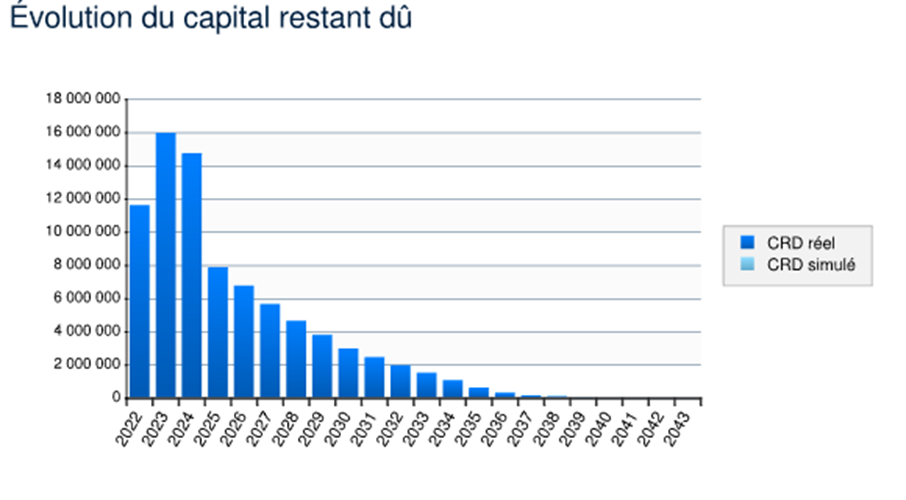 Évolution du capital restant dû
18 000 000
16 000 000
14 000 000
12 000 000
10 000 000
8 000 000
6 000 000
4 000 000
2 000 000
0
2022
2023
2024
2025
2026
2027
2028
2029
2030
2031
2032
2033
2034
2035
2036
2037
2038
2039
2040
2041
2042
2043
CRD réel
CRD simulé